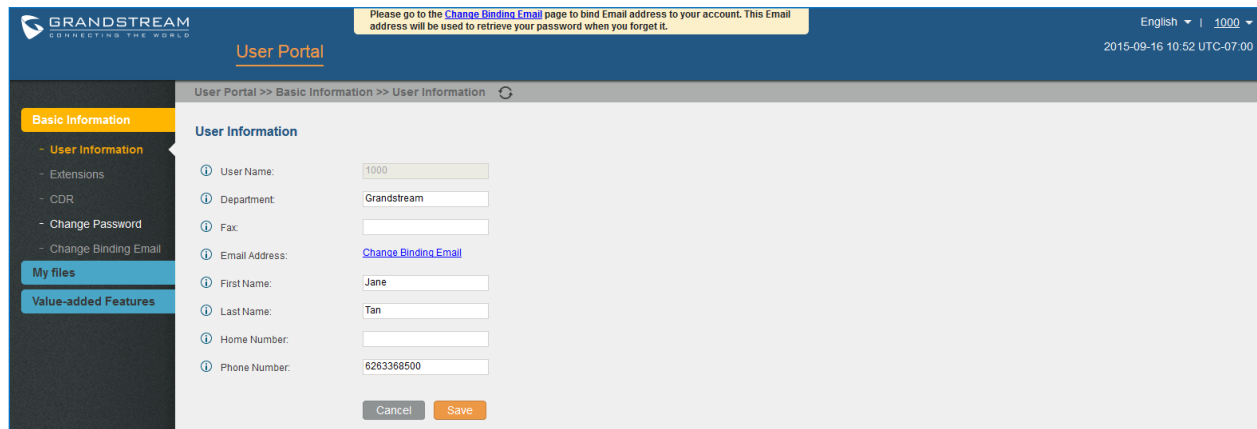 GRANDSTREAM
CONNECTING THE WORLD
User Portal
Please go to the Change Binding Email page to bind Email address to your account. This Email
address will be used to retrieve your password when you forget it.
English | 1000
2015-09-16 10:52 UTC-07:00
User Portal >> Basic Information >> User Information
Basic Information
- User Information
- Extensions
- CDR
- Change Password
- Change Binding Email
My files
Value-added Features
User Information
User Name: 1000
Department: Grandstream
Fax:
Email Address: Change Binding Email
First Name: Jane
Last Name: Tan
Home Number:
Phone Number: 6263368500
Cancel Save